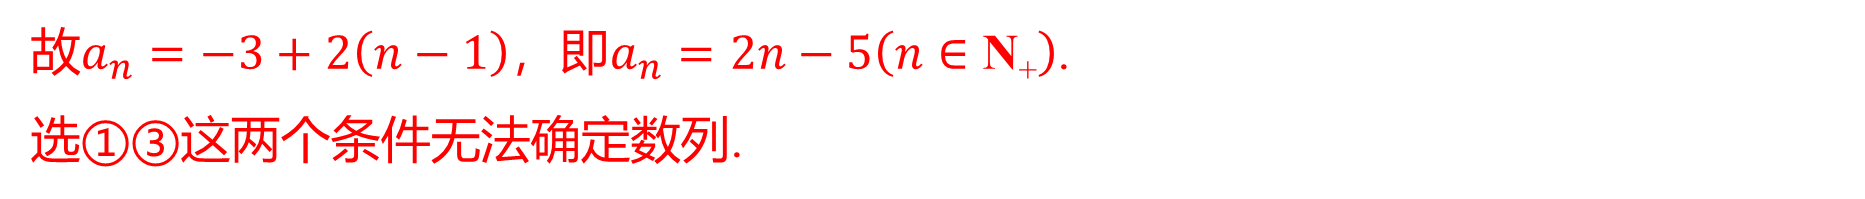 故aₙ = −3 + 2(n − 1)，即aₙ = 2n − 5(n ∈ N₊).
选①③这两个条件无法确定数列.